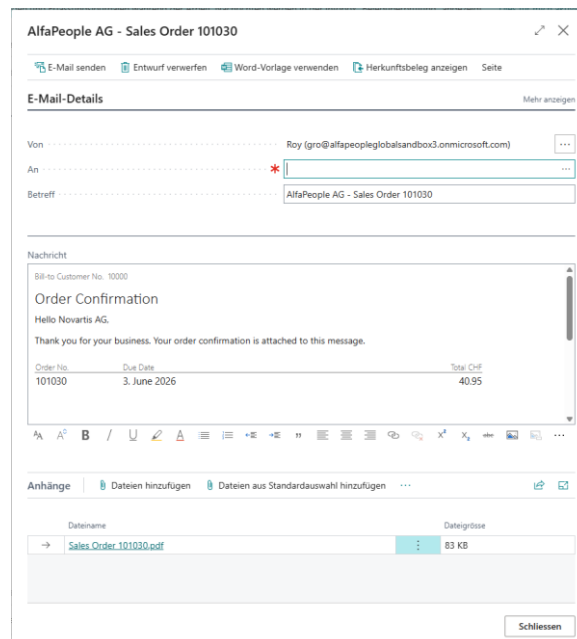 AlfaPeople AG - Sales Order 101030
E-Mail senden Entwurf verwerfen Word-Vorlage verwenden Herkunftsbeleg anzeigen Seite
E-Mail-Details Mehr anzeigen
Von Roy (gro@alfapeopleglobalsandbox3.onmicrosoft.com) ...
An * ...
Betreff AlfaPeople AG - Sales Order 101030
Nachricht
Bill-to Customer No. 10000
Order Confirmation
Hello Novartis AG,
Thank you for your business. Your order confirmation is attached to this message.
Order No. Due Date Total CHF
101030 3. June 2026 40.95
B I U A abc ...
Anhänge Dateien hinzufügen Dateien aus Standardauswahl hinzufügen ...
Dateiname Dateigrösse
Sales Order 101030.pdf 83 KB
Schliessen